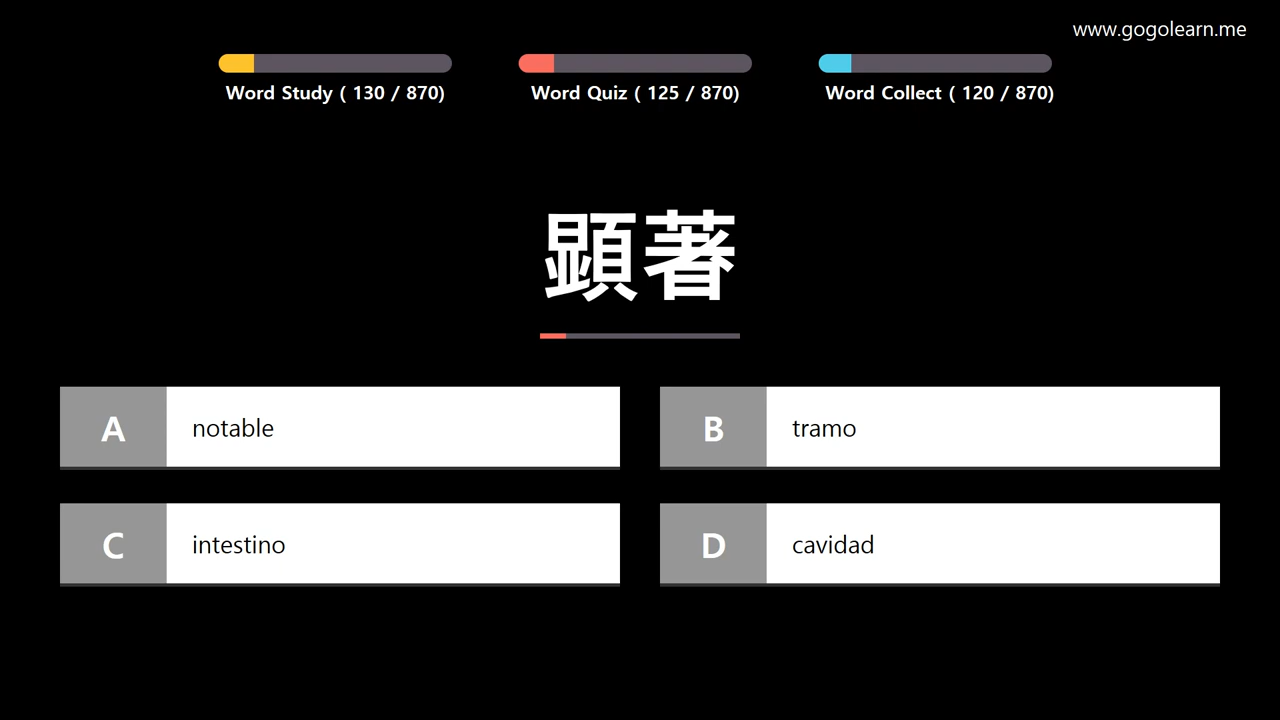 www.gogolearn.me
Word Study ( 130 / 870)
Word Quiz ( 125 / 870)
Word Collect ( 120 / 870)
顕著
A notable
B tramo
C intestino
D cavidad